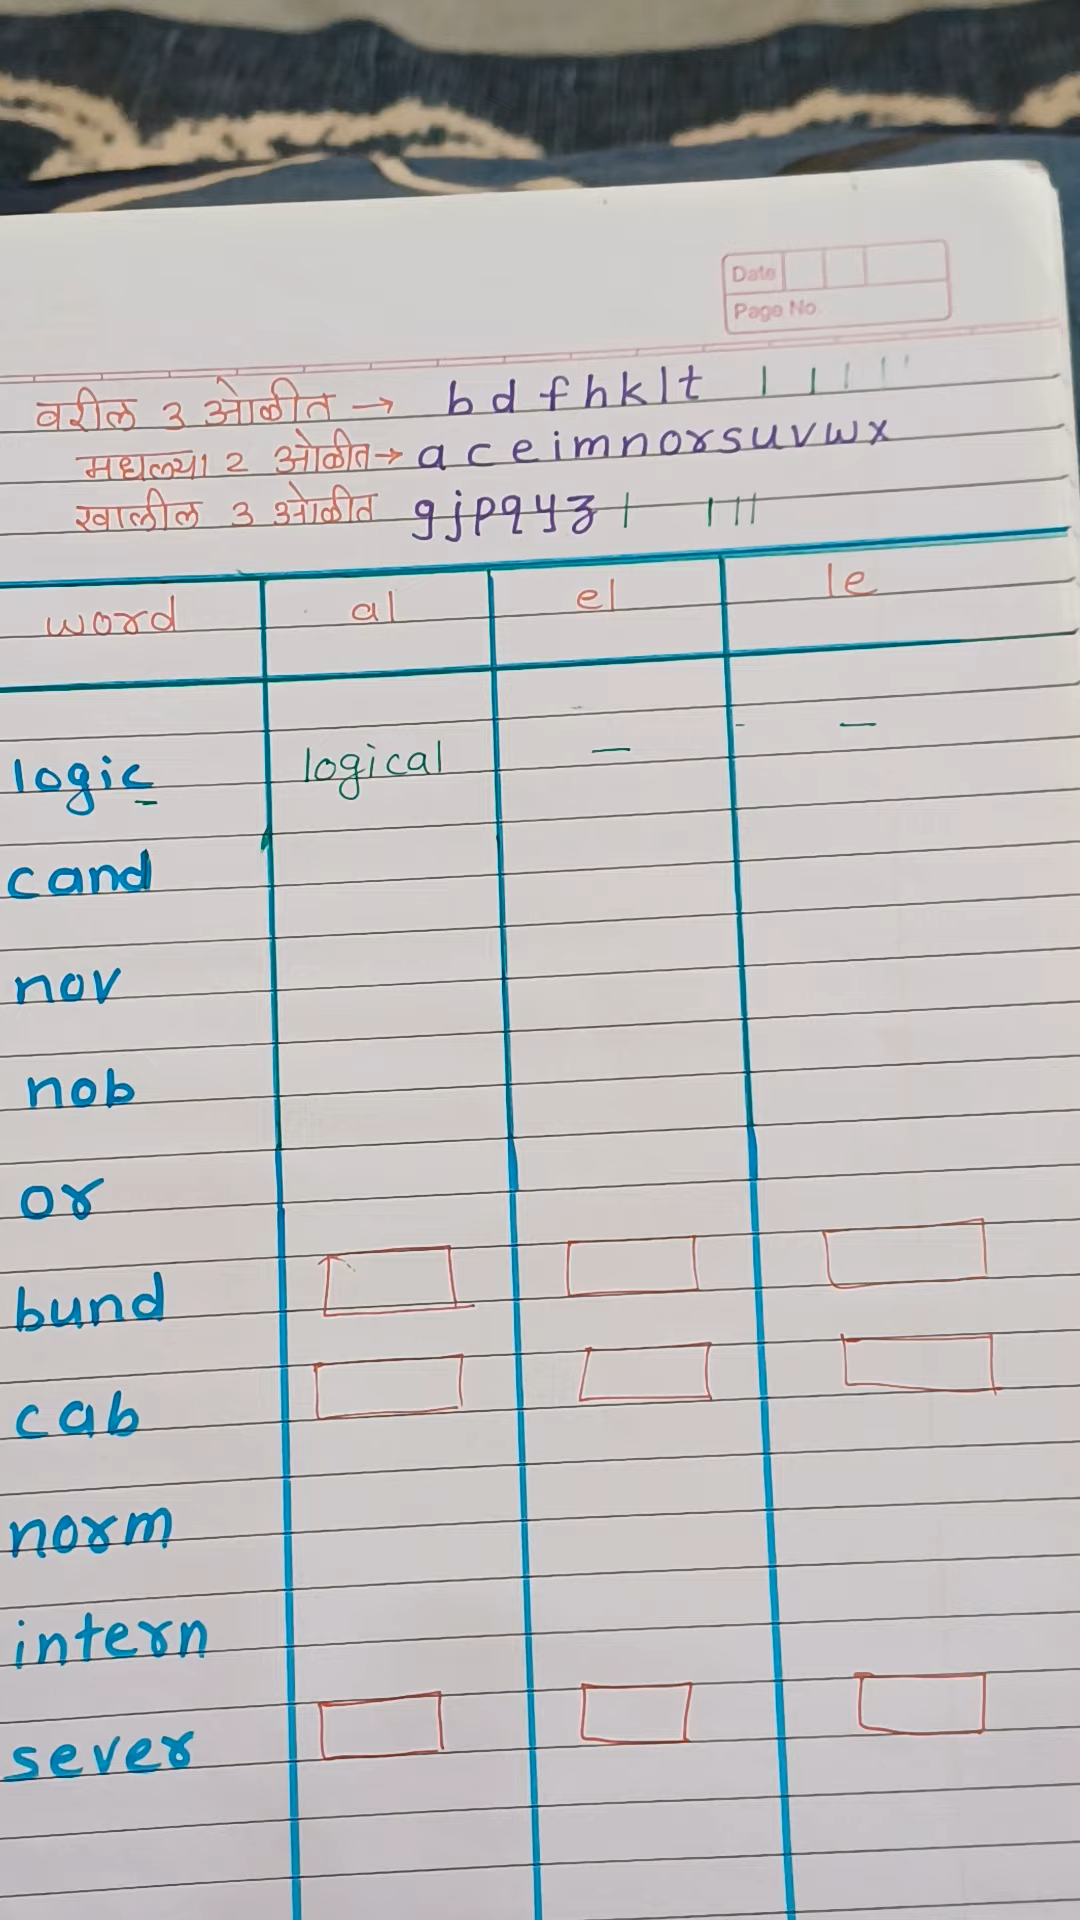 Date
Page No.
वरील 3 ओळीत → b d f h k l t
मधल्या 2 ओळीत → a c e i m n o r s u v w x
खालील 3 ओळीत g j p q y z
word al el le
logic logical — —
cand
nov
nob
or
bund
cab
norm
intern
sever